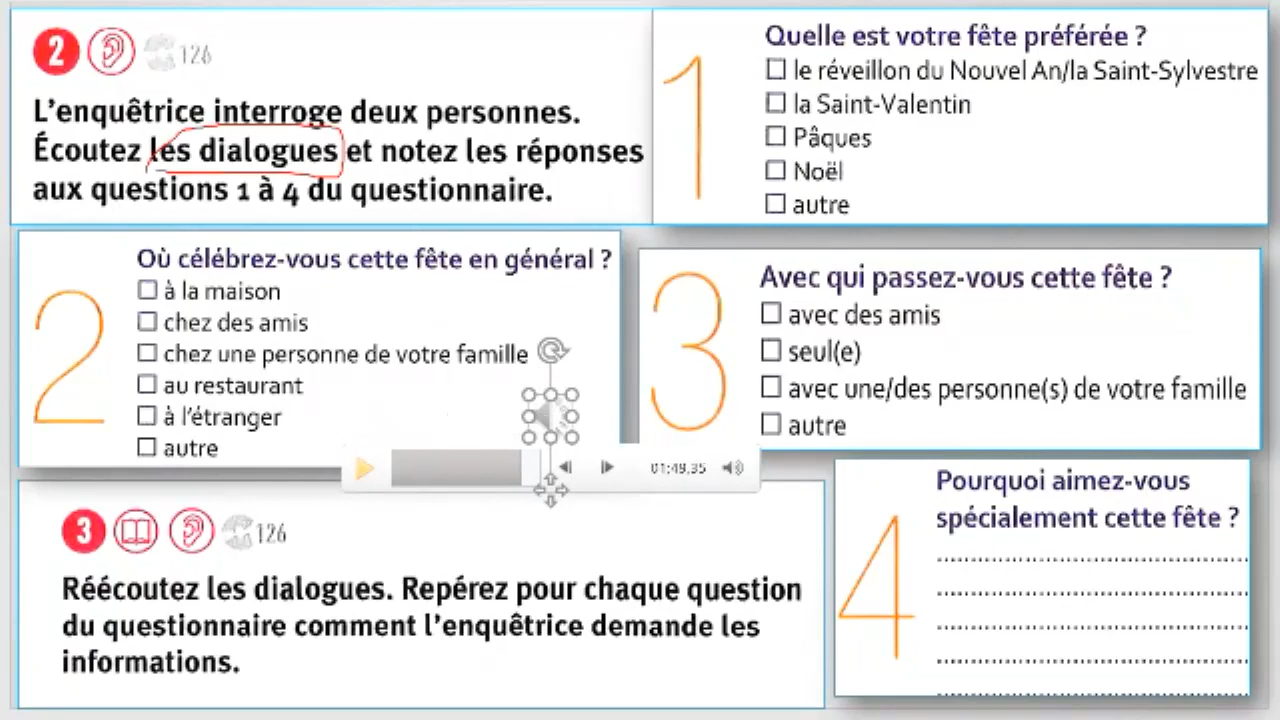 2 126
L'enquêtrice interroge deux personnes.
Écoutez les dialogues et notez les réponses
aux questions 1 à 4 du questionnaire.
1
Quelle est votre fête préférée ?
le réveillon du Nouvel An/la Saint-Sylvestre
la Saint-Valentin
Pâques
Noël
autre
2
Où célébrez-vous cette fête en général ?
à la maison
chez des amis
chez une personne de votre famille
au restaurant
à l'étranger
autre
3
Avec qui passez-vous cette fête ?
avec des amis
seul(e)
avec une/des personne(s) de votre famille
autre
01:49,35
3 126
Réécoutez les dialogues. Repérez pour chaque question
du questionnaire comment l'enquêtrice demande les
informations.
4
Pourquoi aimez-vous
spécialement cette fête ?